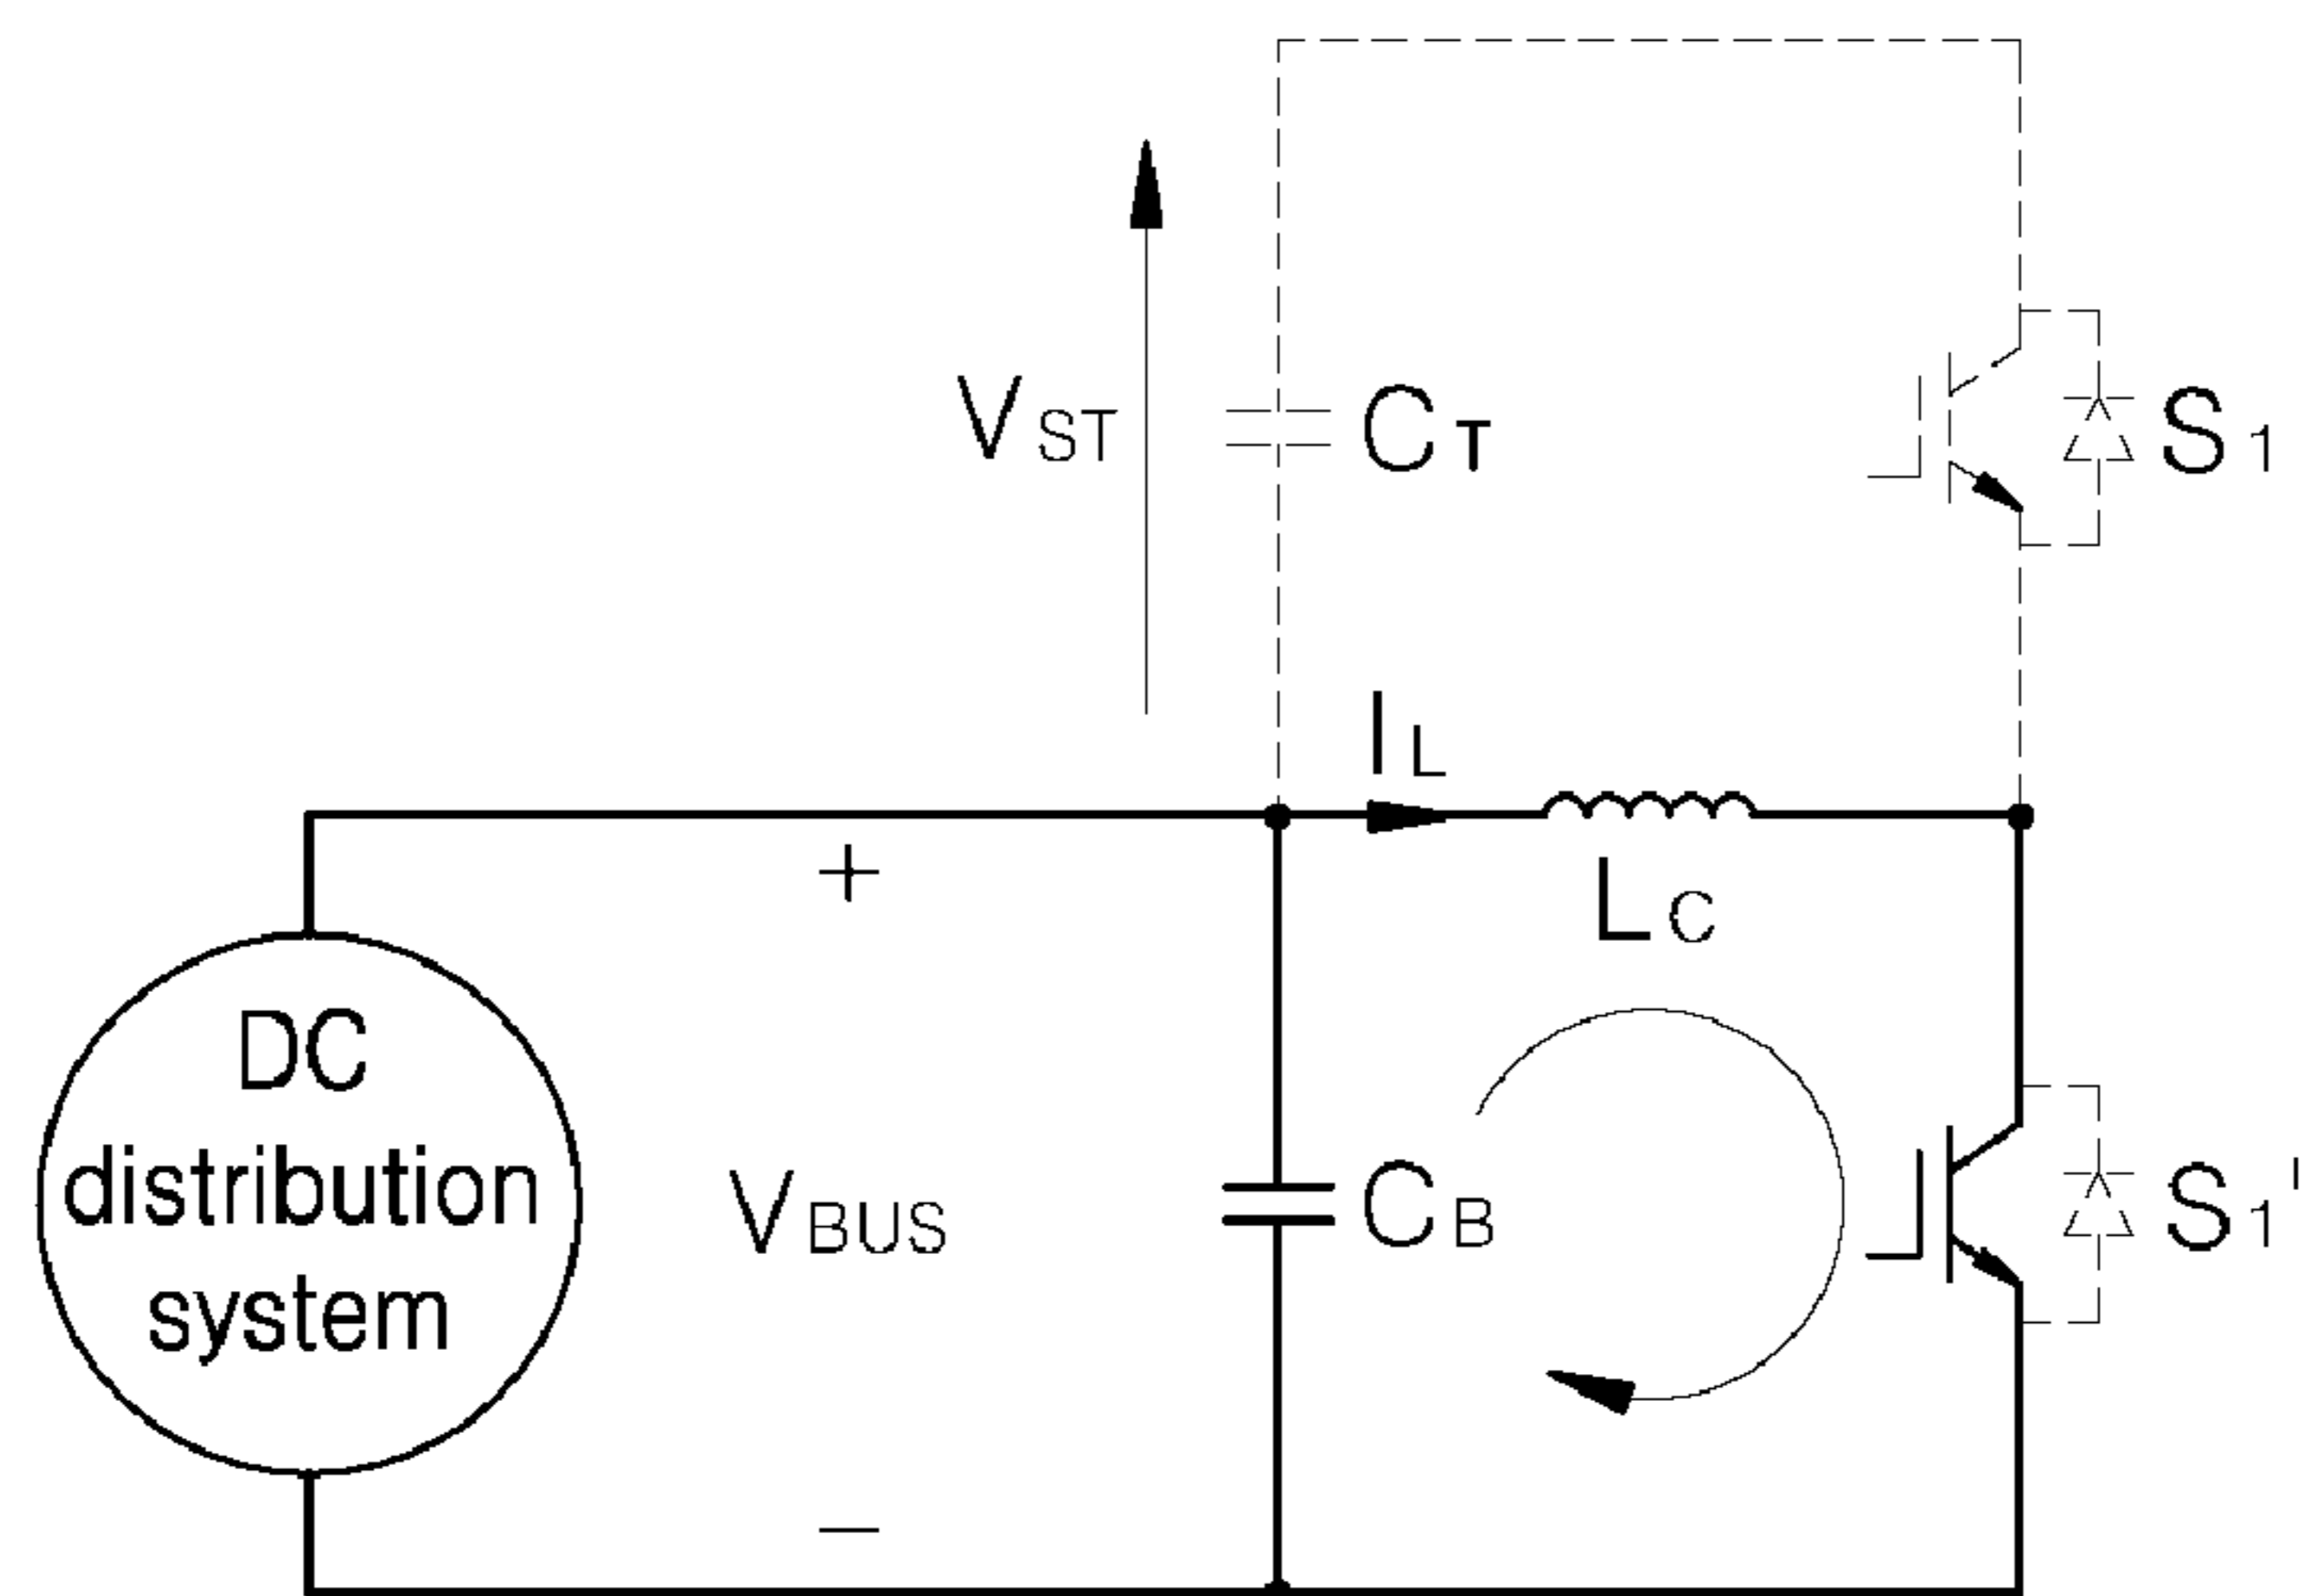 VST
CT
S1
IL
LC
+
DC
distribution
system
VBUS
CB
S1'
−